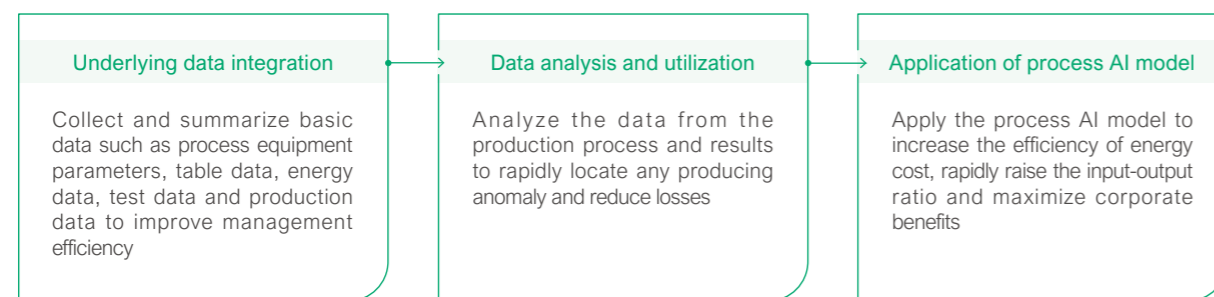 Underlying data integration
Collect and summarize basic
data such as process equipment
parameters, table data, energy
data, test data and production
data to improve management
efficiency
Data analysis and utilization
Analyze the data from the
production process and results
to rapidly locate any producing
anomaly and reduce losses
Application of process AI model
Apply the process AI model to
increase the efficiency of energy
cost, rapidly raise the input-output
ratio and maximize corporate
benefits